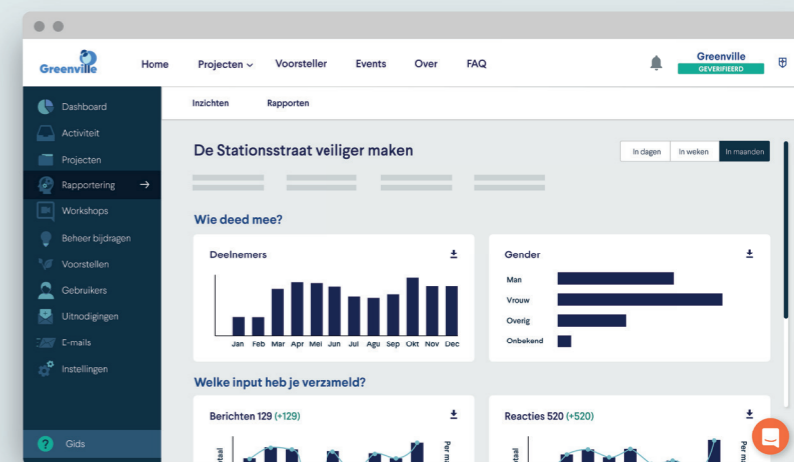 Greenville
Home Projecten Voorsteller Events Over FAQ
Greenville
GEVERIFIEERD
Dashboard
Activiteit
Projecten
Rapportering
Workshops
Beheer bijdragen
Voorstellen
Gebruikers
Uitnodigingen
E-mails
Instellingen
? Gids
Inzichten Rapporten
De Stationsstraat veiliger maken
In dagen In weken In maanden
Wie deed mee?
Deelnemers
Jan Feb Mar Apr Mei Jun Jul Agu Sep Okt Nov Dec
Gender
Man
Vrouw
Overig
Onbekend
Welke input heb je verzameld?
Berichten 129 (+129)
Reacties 520 (+520)